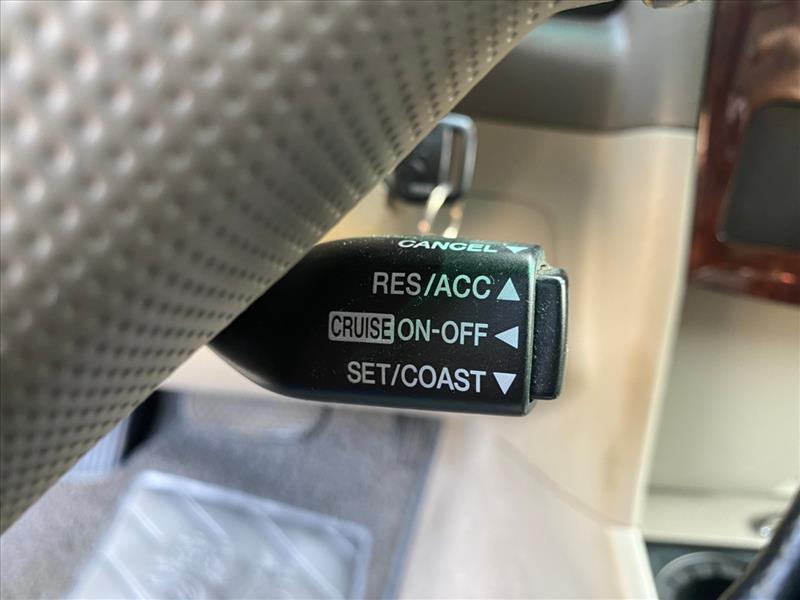 CANCEL ▼
RES/ACC ▲
CRUISE ON-OFF ◀
SET/COAST ▼